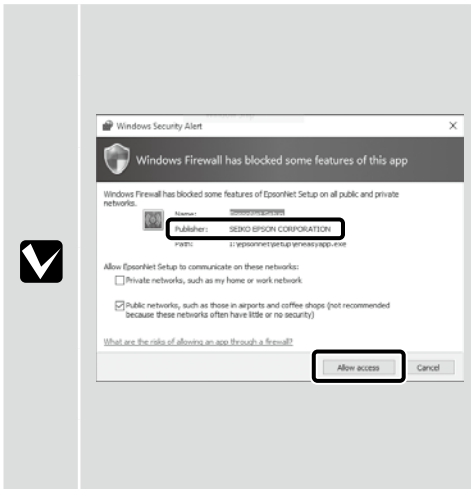 Windows Security Alert
Windows Firewall has blocked some features of this app
Windows Firewall has blocked some features of EpsonNet Setup on all public and private
networks.
Name:
Publisher: SEIKO EPSON CORPORATION
Path:
Allow EpsonNet Setup to communicate on these networks:
Private networks, such as my home or work network
Public networks, such as those in airports and coffee shops (not recommended
because these networks often have little or no security)
What are the risks of allowing an app through a firewall?
Allow access
Cancel